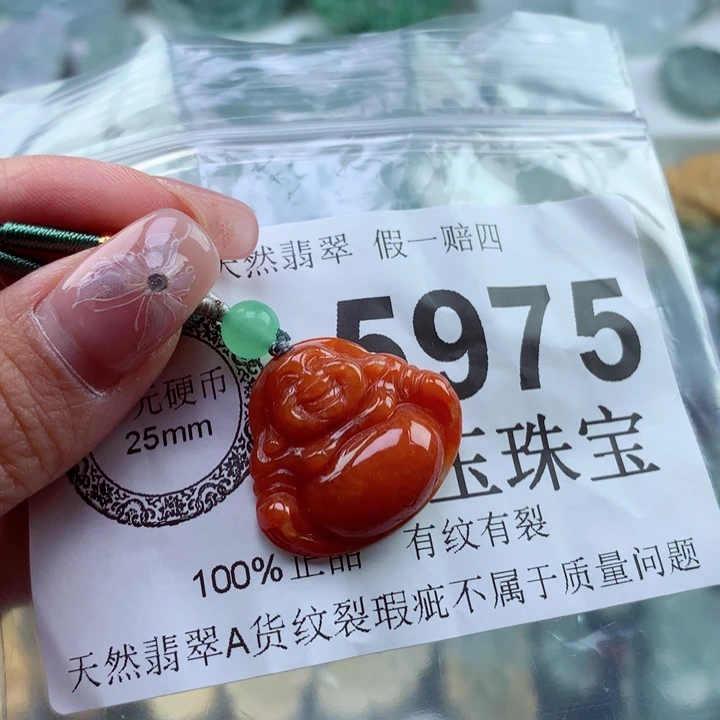 天然翡翠 假一赔四
5975
元硬币
25mm
玉珠宝
100%正品 有纹有裂
天然翡翠A货纹裂瑕疵不属于质量问题